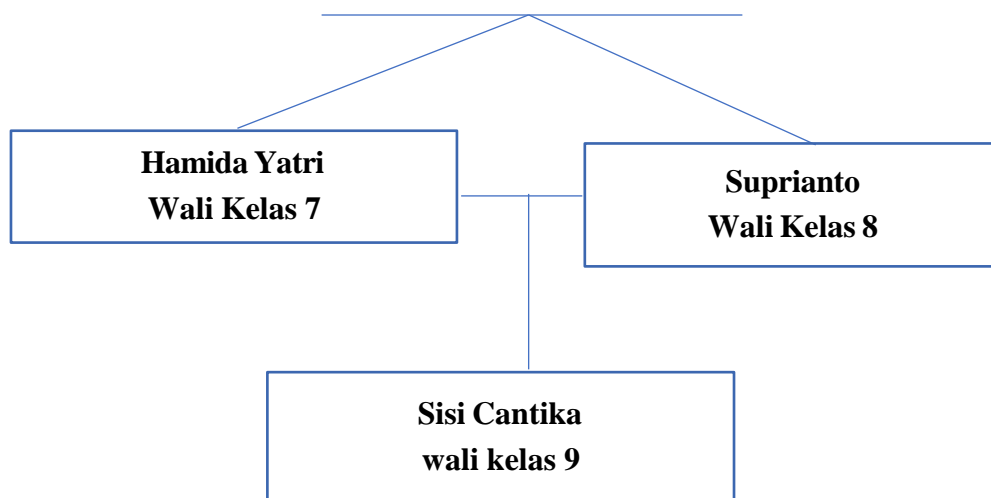 Hamida Yatri
Wali Kelas 7
Suprianto
Wali Kelas 8
Sisi Cantika
wali kelas 9